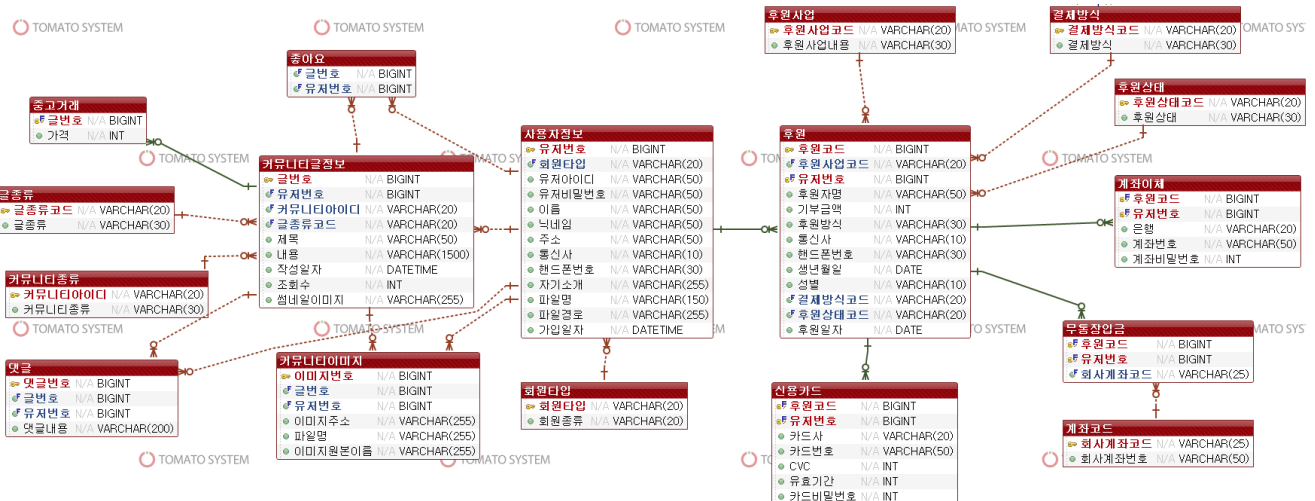 TOMATO SYSTEM
TOMATO SYSTEM
TOMATO SYSTEM
후원사업
후원사업코드 N/A VARCHAR(20)
후원사업내용 N/A VARCHAR(30)
MATO SYSTEM
결제방식
결제방식코드 N/A VARCHAR(20)
결제방식 N/A VARCHAR(30)
OMATO SYS
좋아요
글번호 N/A BIGINT
유저번호 N/A BIGINT
후원상태
후원상태코드 N/A VARCHAR(20)
후원상태 N/A VARCHAR(30)
중고거래
글번호 N/A BIGINT
가격 N/A INT
TOMATO SYSTEM
커뮤니티글정보
글번호 N/A BIGINT
유저번호 N/A BIGINT
커뮤니티아이디 N/A VARCHAR(20)
글종류코드 N/A VARCHAR(20)
제목 N/A VARCHAR(50)
내용 N/A VARCHAR(1500)
작성일자 N/A DATETIME
조회수 N/A INT
썸네일이미지 N/A VARCHAR(255)
사용자정보
유저번호 N/A BIGINT
회원타입 N/A VARCHAR(20)
유저아이디 N/A VARCHAR(50)
유저비밀번호 N/A VARCHAR(50)
이름 N/A VARCHAR(50)
닉네임 N/A VARCHAR(50)
주소 N/A VARCHAR(50)
통신사 N/A VARCHAR(10)
핸드폰번호 N/A VARCHAR(30)
자기소개 N/A VARCHAR(255)
파일명 N/A VARCHAR(150)
파일경로 N/A VARCHAR(255)
가입일자 N/A DATETIME
후원
후원코드 N/A BIGINT
후원사업코드 N/A VARCHAR(20)
유저번호 N/A BIGINT
후원자명 N/A VARCHAR(50)
기부금액 N/A INT
후원방식 N/A VARCHAR(30)
통신사 N/A VARCHAR(10)
핸드폰번호 N/A VARCHAR(30)
생년월일 N/A DATE
성별 N/A VARCHAR(10)
결제방식코드 N/A VARCHAR(20)
후원상태코드 N/A VARCHAR(20)
후원일자 N/A DATE
TOMATO SYSTEM
계좌이체
후원코드 N/A BIGINT
유저번호 N/A BIGINT
은행 N/A VARCHAR(20)
계좌번호 N/A VARCHAR(50)
계좌비밀번호 N/A INT
글종류
글종류코드 N/A VARCHAR(20)
글종류 N/A VARCHAR(30)
커뮤니티종류
커뮤니티아이디 N/A VARCHAR(20)
커뮤니티종류 N/A VARCHAR(30)
TOMATO SYSTEM
TOMATO SYSTEM
무통장입금
후원코드 N/A BIGINT
유저번호 N/A BIGINT
회사계좌코드 N/A VARCHAR(25)
댓글
댓글번호 N/A BIGINT
글번호 N/A BIGINT
유저번호 N/A BIGINT
댓글내용 N/A VARCHAR(200)
커뮤니티이미지
이미지번호 N/A BIGINT
글번호 N/A BIGINT
유저번호 N/A BIGINT
이미지주소 N/A VARCHAR(255)
파일명 N/A VARCHAR(255)
이미지원본이름 N/A VARCHAR(255)
회원타입
회원타입 N/A VARCHAR(20)
회원종류 N/A VARCHAR(20)
신용카드
후원코드 N/A BIGINT
유저번호 N/A BIGINT
카드사 N/A VARCHAR(20)
카드번호 N/A VARCHAR(50)
CVC N/A INT
유효기간 N/A INT
카드비밀번호 N/A INT
계좌코드
회사계좌코드 N/A VARCHAR(25)
회사계좌번호 N/A VARCHAR(50)
TOMATO SYSTEM
TOMATO SYSTEM